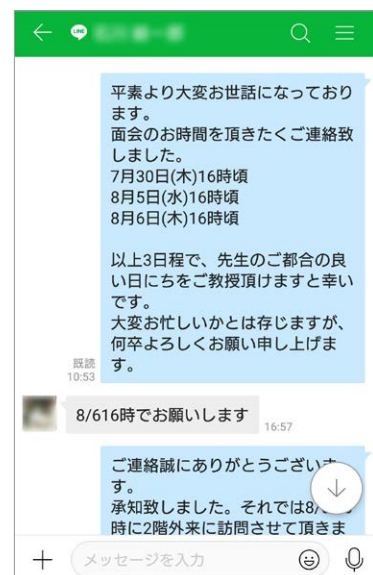 LINE
平素より大変お世話になっており
ます。
面会のお時間を頂きたくご連絡致
しました。
7月30日(木)16時頃
8月5日(水)16時頃
8月6日(木)16時頃
以上3日程で、先生のご都合の良
い日にちをご教授頂けますと幸い
です。
大変お忙しいかとは存じますが、
何卒よろしくお願い申し上げま
す。
既読
10:53
8/616時でお願いします
16:57
ご連絡誠にありがとうございま
す。
承知致しました。それでは8/
時に2階外来に訪問させて頂きま
メッセージを入力